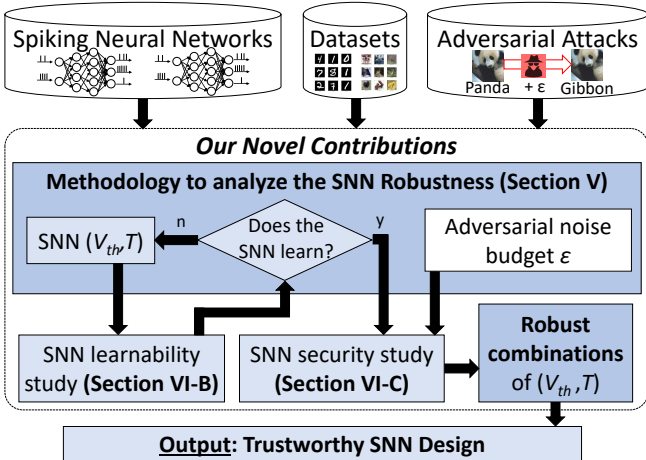 Spiking Neural Networks
Datasets
Adversarial Attacks
Panda
+ ε
Gibbon
Our Novel Contributions
Methodology to analyze the SNN Robustness (Section V)
SNN (Vth,T)
n
Does the
SNN learn?
y
Adversarial noise
budget ε
SNN learnability
study (Section VI-B)
SNN security study
(Section VI-C)
Robust
combinations
of (Vth,T)
Output: Trustworthy SNN Design